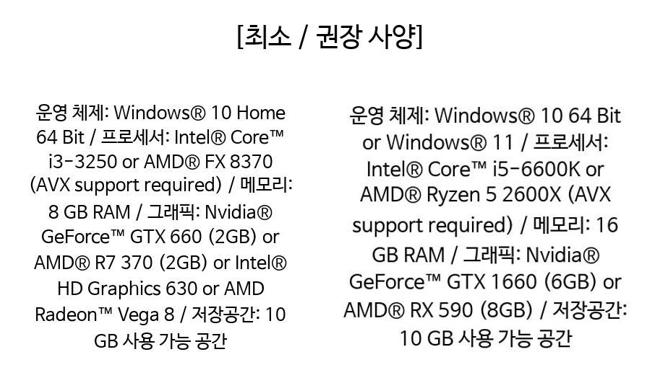 [최소 / 권장 사양]
운영 체제: Windows® 10 Home
64 Bit / 프로세서: Intel® Core™
i3-3250 or AMD® FX 8370
(AVX support required) / 메모리:
8 GB RAM / 그래픽: Nvidia®
GeForce™ GTX 660 (2GB) or
AMD® R7 370 (2GB) or Intel®
HD Graphics 630 or AMD
Radeon™ Vega 8 / 저장공간: 10
GB 사용 가능 공간
운영 체제: Windows® 10 64 Bit
or Windows® 11 / 프로세서:
Intel® Core™ i5-6600K or
AMD® Ryzen 5 2600X (AVX
support required) / 메모리: 16
GB RAM / 그래픽: Nvidia®
GeForce™ GTX 1660 (6GB) or
AMD® RX 590 (8GB) / 저장공간:
10 GB 사용 가능 공간